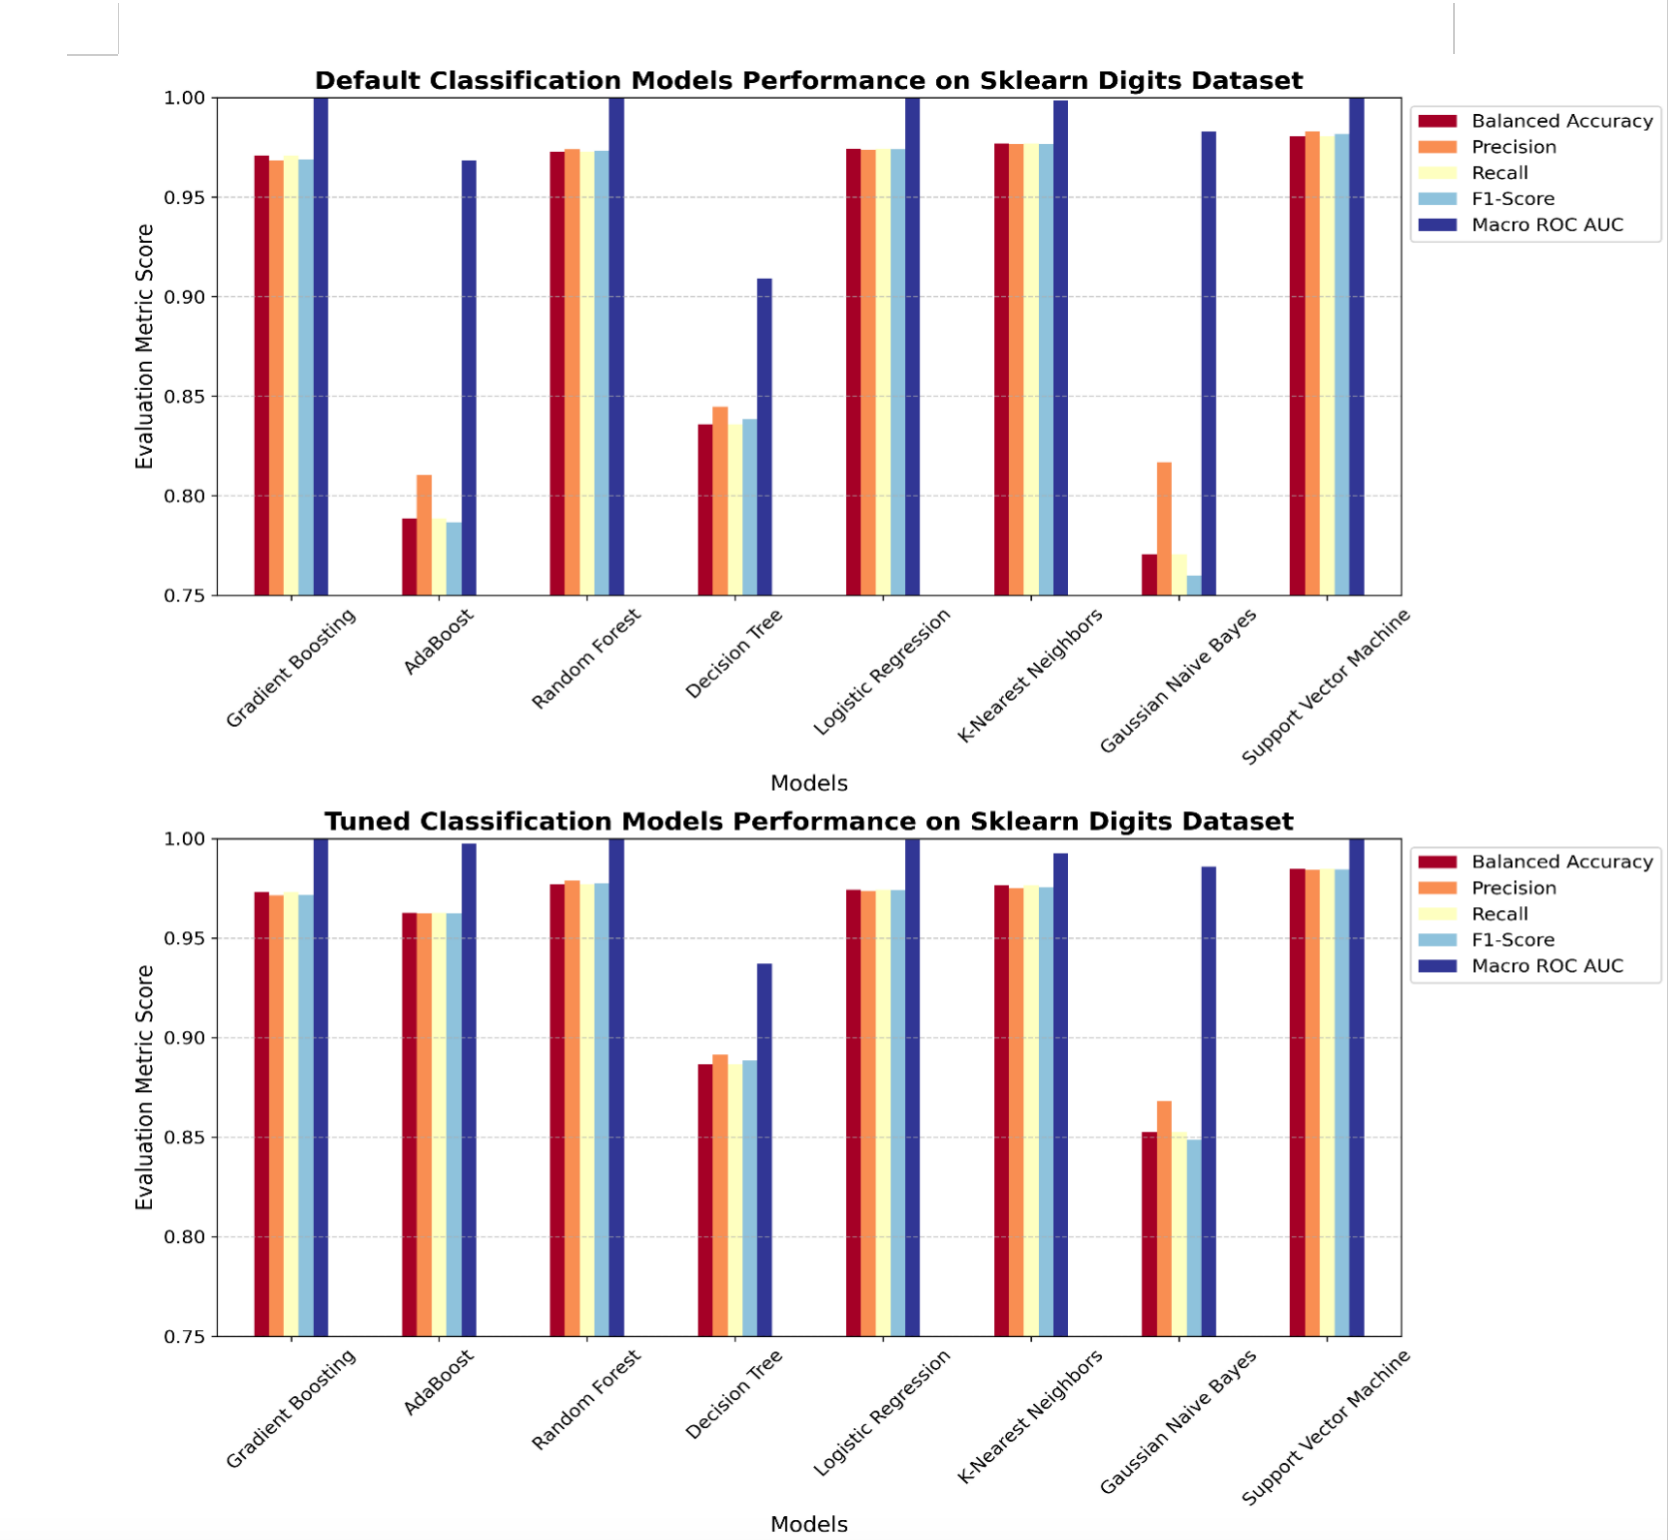 Default Classification Models Performance on Sklearn Digits Dataset
1.00
0.95
0.90
0.85
0.80
0.75
Evaluation Metric Score
Balanced Accuracy
Precision
Recall
F1-Score
Macro ROC AUC
Gradient Boosting
AdaBoost
Random Forest
Decision Tree
Logistic Regression
K-Nearest Neighbors
Gaussian Naive Bayes
Support Vector Machine
Models
Tuned Classification Models Performance on Sklearn Digits Dataset
1.00
0.95
0.90
0.85
0.80
0.75
Evaluation Metric Score
Balanced Accuracy
Precision
Recall
F1-Score
Macro ROC AUC
Gradient Boosting
AdaBoost
Random Forest
Decision Tree
Logistic Regression
K-Nearest Neighbors
Gaussian Naive Bayes
Support Vector Machine
Models